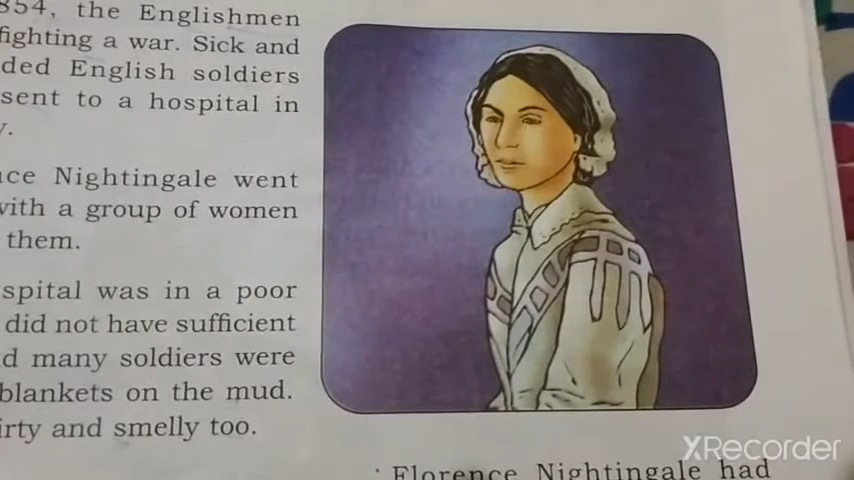 854, the Englishmen
fighting a war. Sick and
ded English soldiers
sent to a hospital in
y.
nce Nightingale went
with a group of women
them.
spital was in a poor
did not have sufficient
d many soldiers were
blankets on the mud.
irty and smelly too.
Florence Nightingale had
XRecorder